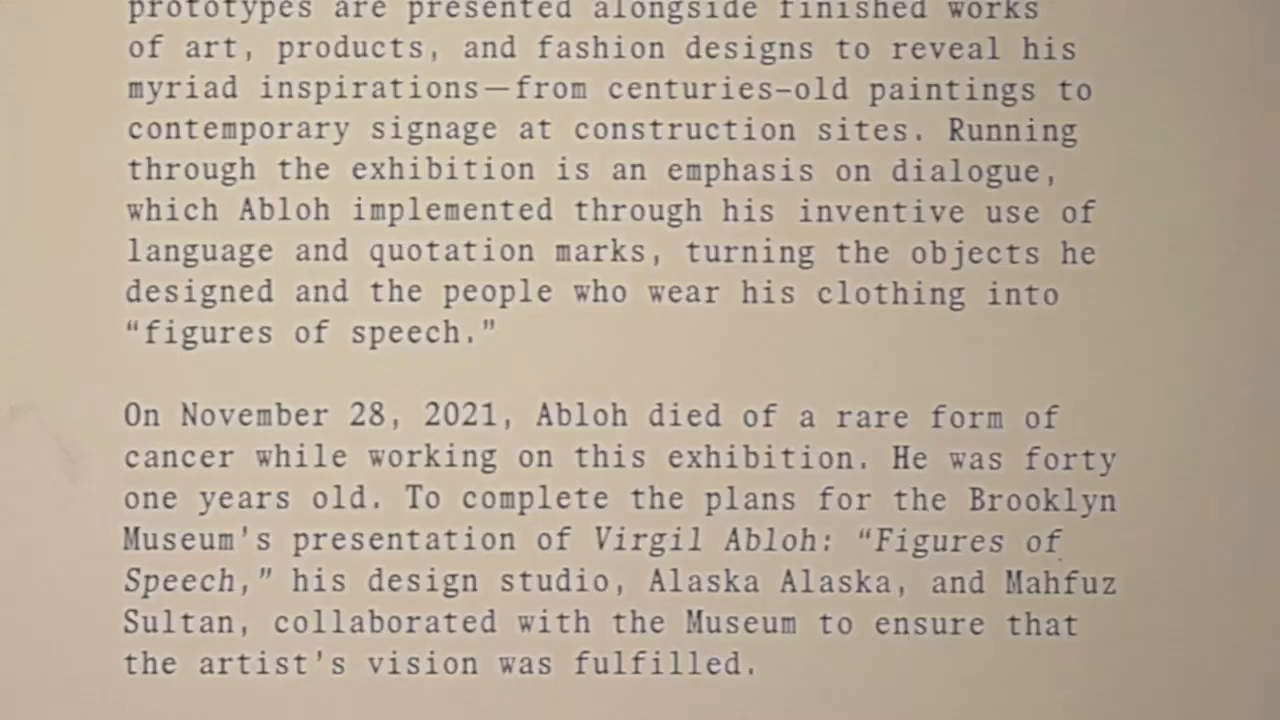 prototypes are presented alongside finished works
of art, products, and fashion designs to reveal his
myriad inspirations—from centuries-old paintings to
contemporary signage at construction sites. Running
through the exhibition is an emphasis on dialogue,
which Abloh implemented through his inventive use of
language and quotation marks, turning the objects he
designed and the people who wear his clothing into
“figures of speech.”
On November 28, 2021, Abloh died of a rare form of
cancer while working on this exhibition. He was forty
one years old. To complete the plans for the Brooklyn
Museum's presentation of Virgil Abloh: “Figures of
Speech,” his design studio, Alaska Alaska, and Mahfuz
Sultan, collaborated with the Museum to ensure that
the artist's vision was fulfilled.